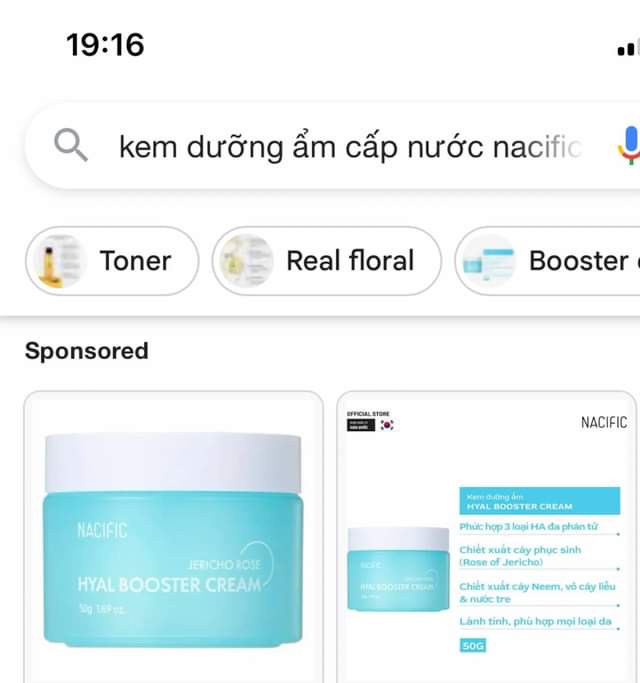 19:16
kem dưỡng ẩm cấp nước nacific
Toner
Real floral
Booster
Sponsored
NACIFIC
JERICHO ROSE
HYAL BOOSTER CREAM
50g 1.69 oz.
OFFICIAL STORE
NACIFIC
Kem dưỡng ẩm
HYAL BOOSTER CREAM
Phức hợp 3 loại HA đa phân tử
Chiết xuất cây phục sinh
(Rose of Jericho)
Chiết xuất cây Neem, vỏ cây liễu
& nước tre
Lành tính, phù hợp mọi loại da
50G
NACIFIC
HYAL BOOSTER CREAM